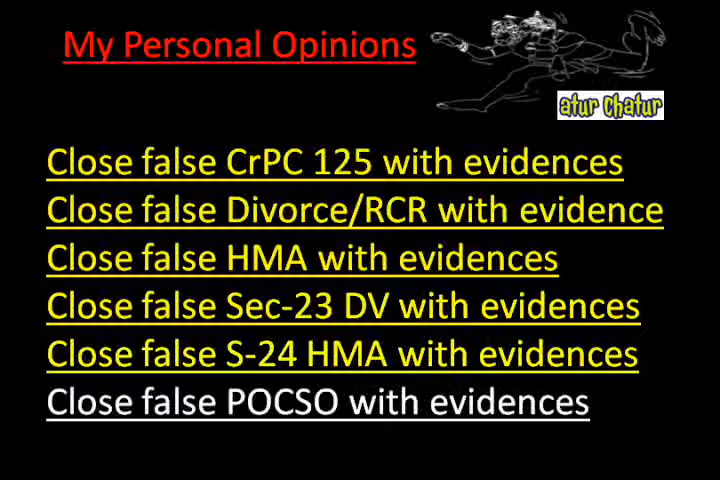 My Personal Opinions
atur Chatur
Close false CrPC 125 with evidences
Close false Divorce/RCR with evidence
Close false HMA with evidences
Close false Sec-23 DV with evidences
Close false S-24 HMA with evidences
Close false POCSO with evidences